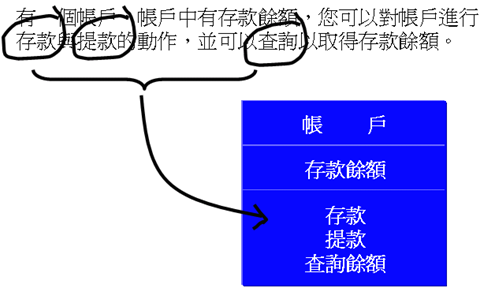 有一個帳戶，帳戶中有存款餘額，您可以對帳戶進行
存款與提款的動作，並可以查詢以取得存款餘額。
帳 戶
存款餘額
存款
提款
查詢餘額